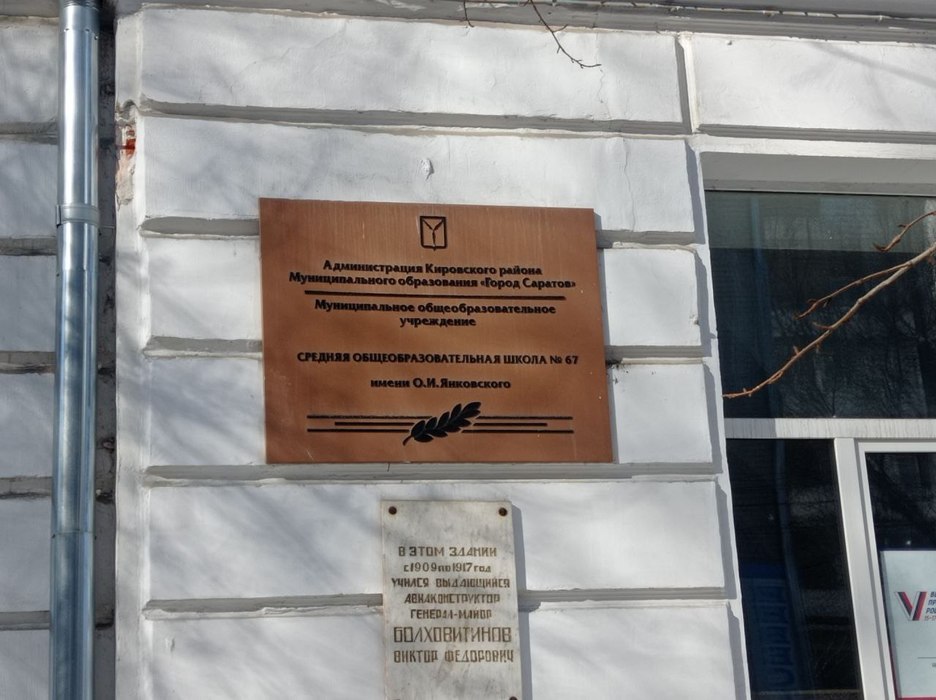 Администрация Кировского района
Муниципального образования «Город Саратов»
Муниципальное общеобразовательное
учреждение
СРЕДНЯЯ ОБЩЕОБРАЗОВАТЕЛЬНАЯ ШКОЛА № 67
имени О.И.Янковского
В ЭТОМ ЗДАНИИ
с 1909 по 1917 год
УЧИЛСЯ ВЫДАЮЩИЙСЯ
АВИАКОНСТРУКТОР
ГЕНЕРАЛ-МАЙОР
БОЛХОВИТИНОВ
ВИКТОР ФЕДОРОВИЧ